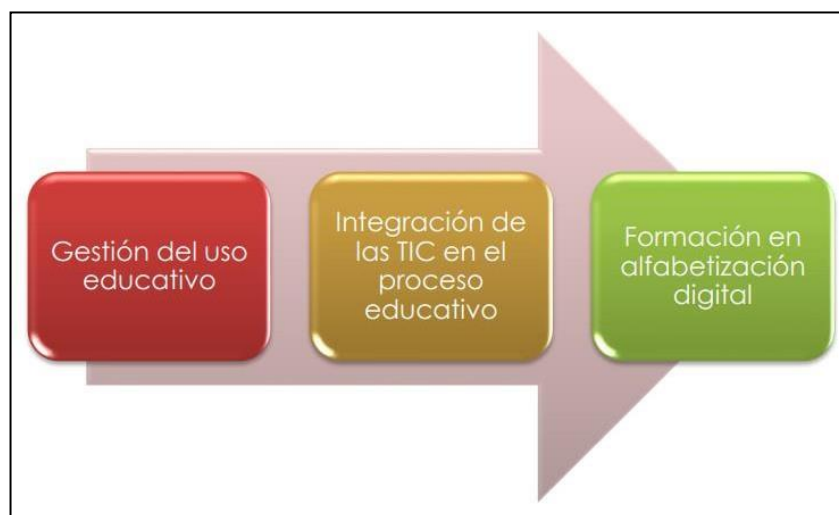 Gestión del uso
educativo
Integración de
las TIC en el
proceso
educativo
Formación en
alfabetización
digital